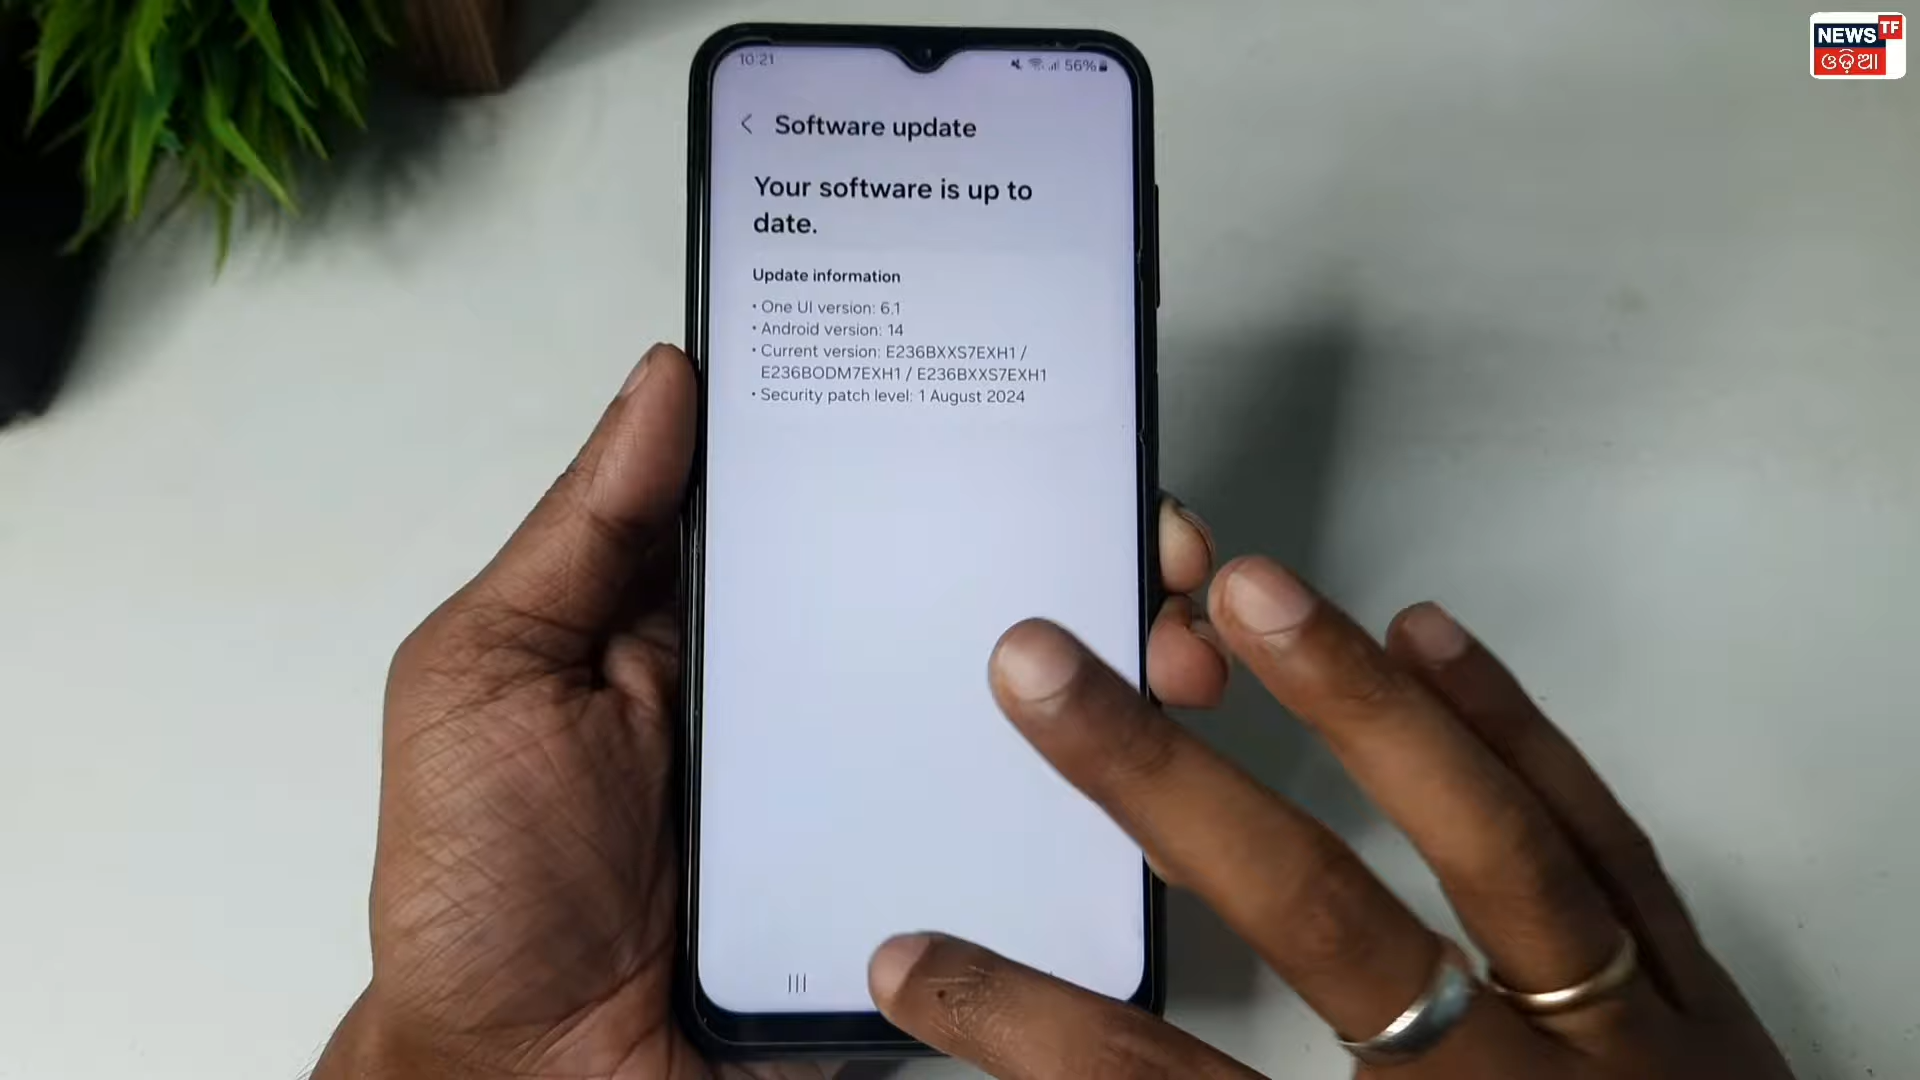 NEWS TF
ଓଡ଼ିଆ
10:21
56%
Software update
Your software is up to
date.
Update information
• One UI version: 6.1
• Android version: 14
• Current version: E236BXXS7EXH1 /
E236BODM7EXH1 / E236BXXS7EXH1
• Security patch level: 1 August 2024